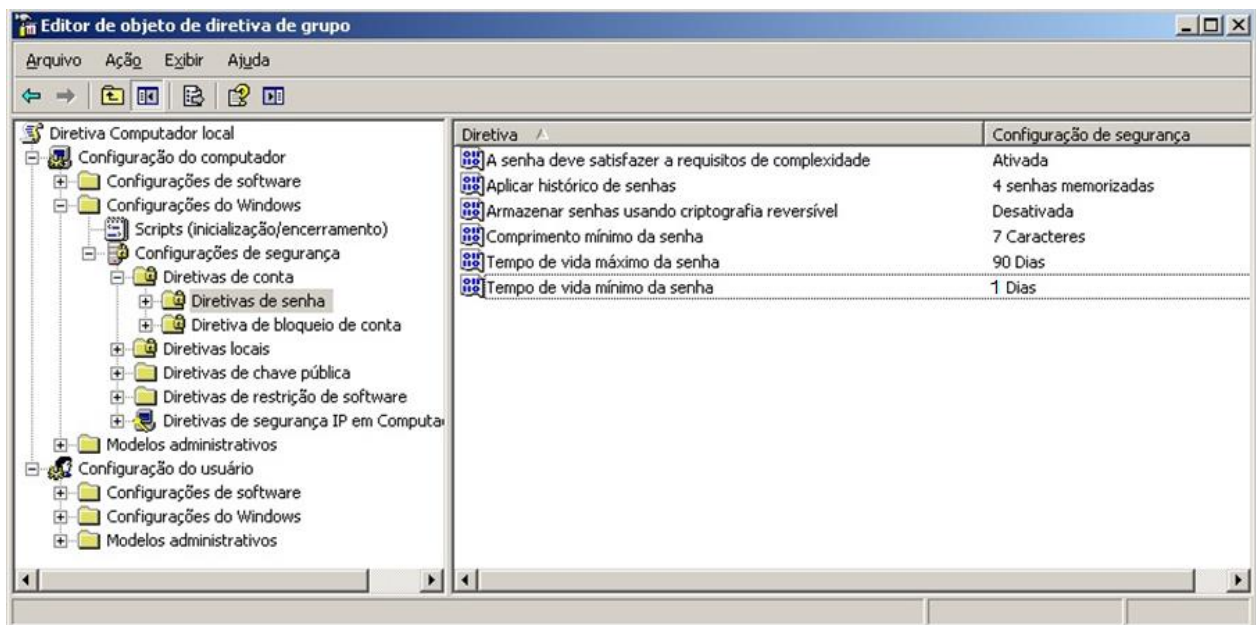 Editor de objeto de diretiva de grupo
Arquivo Ação Exibir Ajuda
Diretiva Computador local
Configuração do computador
Configurações de software
Configurações do Windows
Scripts (inicialização/encerramento)
Configurações de segurança
Diretivas de conta
Diretivas de senha
Diretiva de bloqueio de conta
Diretivas locais
Diretivas de chave pública
Diretivas de restrição de software
Diretivas de segurança IP em Computa
Modelos administrativos
Configuração do usuário
Configurações de software
Configurações do Windows
Modelos administrativos
Diretiva Configuração de segurança
A senha deve satisfazer a requisitos de complexidade Ativada
Aplicar histórico de senhas 4 senhas memorizadas
Armazenar senhas usando criptografia reversível Desativada
Comprimento mínimo da senha 7 Caracteres
Tempo de vida máximo da senha 90 Dias
Tempo de vida mínimo da senha 1 Dias